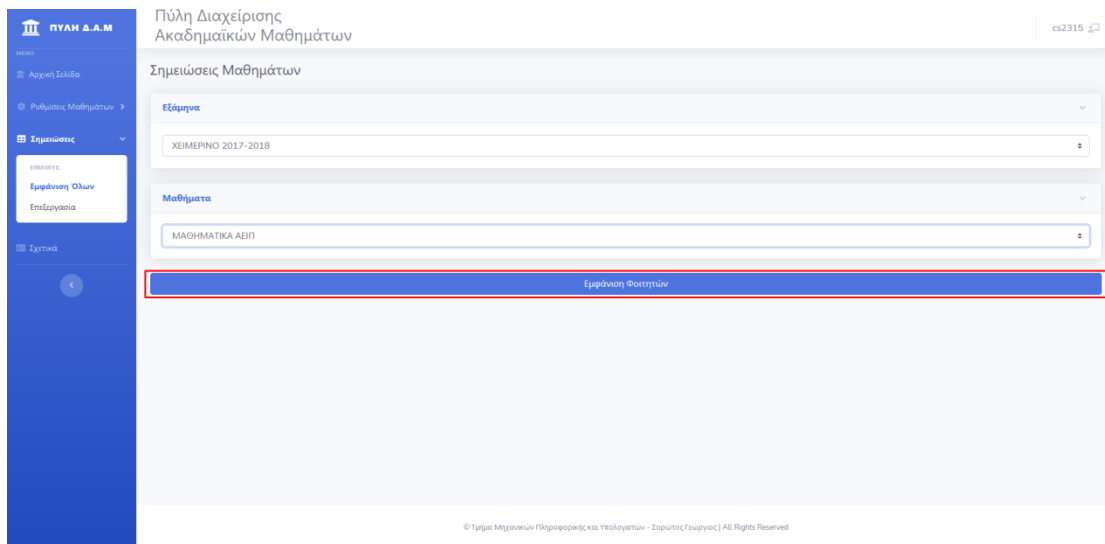 ΠΥΛΗ Δ.Α.Μ
MENU
Αρχική Σελίδα
Ρυθμίσεις Μαθημάτων
Σημειώσεις
ΕΠΙΛΟΓΕΣ:
Εμφάνιση Όλων
Επεξεργασία
Σχετικά
Πύλη Διαχείρισης
Ακαδημαϊκών Μαθημάτων
cs2315
Σημειώσεις Μαθημάτων
Εξάμηνα
ΧΕΙΜΕΡΙΝΟ 2017-2018
Μαθήματα
ΜΑΘΗΜΑΤΙΚΑ ΑΕΙΠ
Εμφάνιση Φοιτητών
© Τμήμα Μηχανικών Πληροφορικής και Υπολογιστών - Σορώτος Γεώργιος | All Rights Reserved